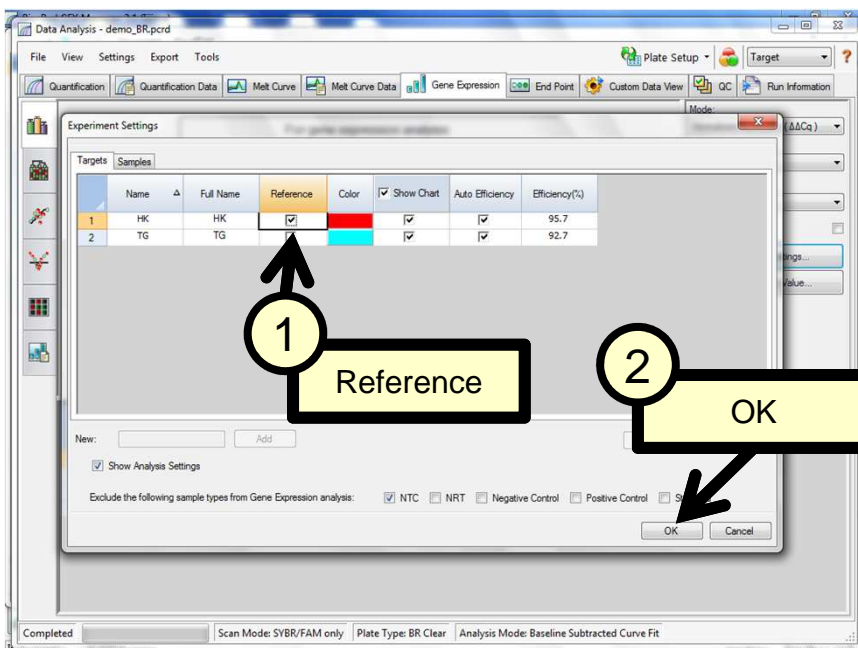 Data Analysis - demo_BR.pcrd
File View Settings Export Tools Plate Setup Target ?
Quantification Quantification Data Melt Curve Melt Curve Data Gene Expression End Point Custom Data View QC Run Information
Mode:
Experiment Settings
(ΔΔCq)
Targets Samples
Name Full Name Reference Color Show Chart Auto Efficiency Efficiency(%)
1 HK HK 95.7
2 TG TG 92.7
1
Reference
2
OK
New: Add
Show Analysis Settings
Exclude the following sample types from Gene Expression analysis: NTC NRT Negative Control Positive Control
OK Cancel
Completed Scan Mode: SYBR/FAM only Plate Type: BR Clear Analysis Mode: Baseline Subtracted Curve Fit